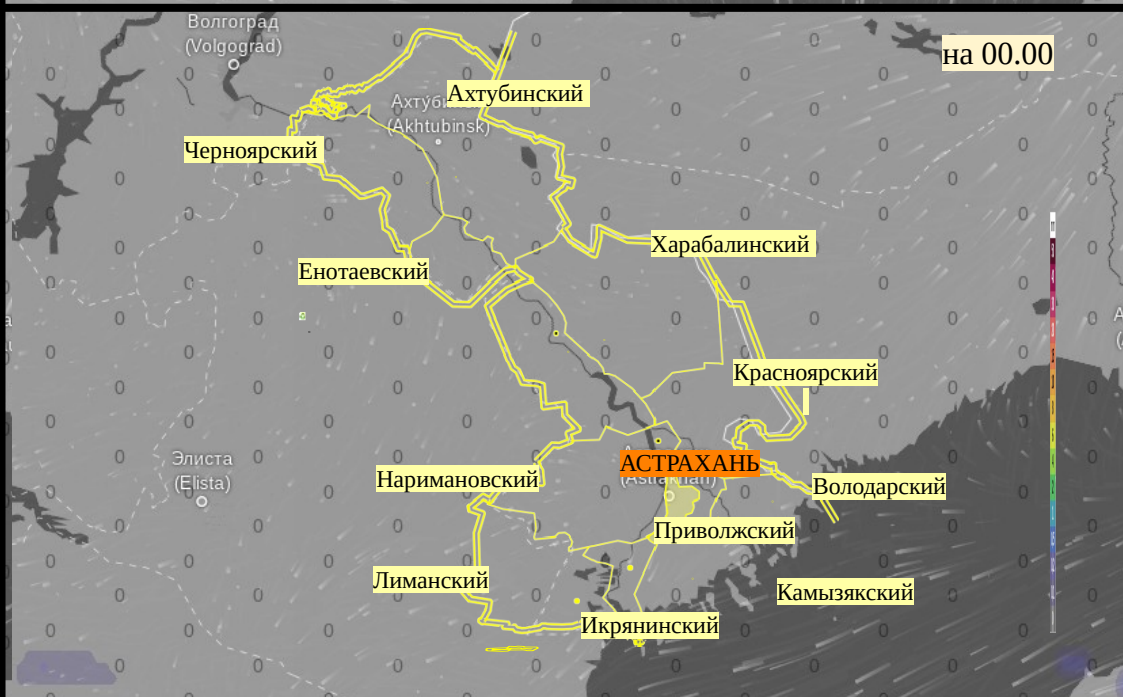 Волгоград
(Volgograd)
на 00.00
Ахтубинский
(Akhtubinsk)
Черноярский
Харабалинский
Енотаевский
Красноярский
Элиста
(Elista)
АСТРАХАНЬ
(Astrakhan)
Наримановский
Володарский
Приволжский
Лиманский
Камызякский
Икрянинский